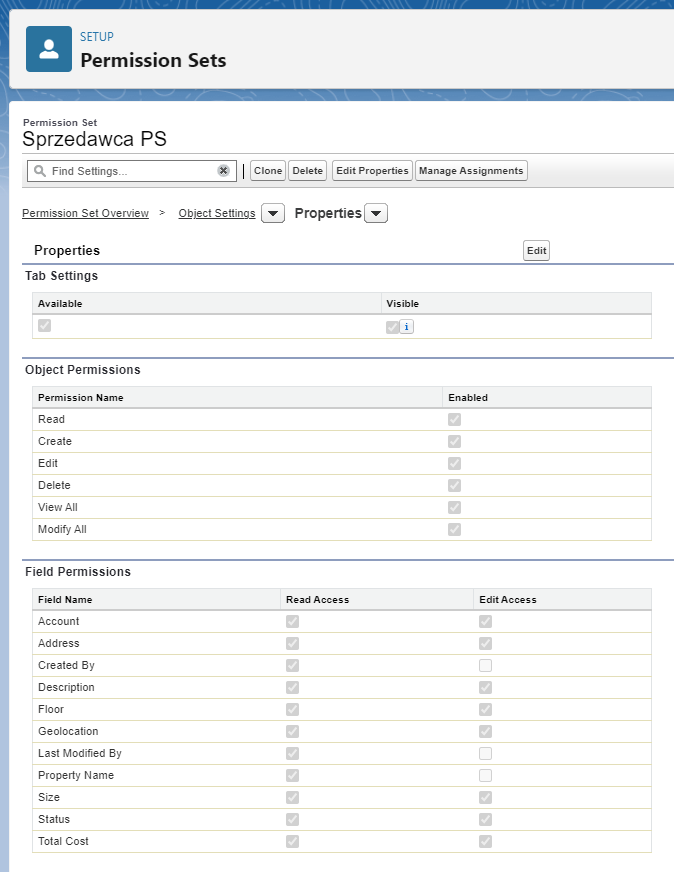 SETUP
Permission Sets
Permission Set
Sprzedawca PS
Find Settings... Clone Delete Edit Properties Manage Assignments
Permission Set Overview > Object Settings Properties
Properties Edit
Tab Settings
Available Visible
i
Object Permissions
Permission Name Enabled
Read
Create
Edit
Delete
View All
Modify All
Field Permissions
Field Name Read Access Edit Access
Account
Address
Created By
Description
Floor
Geolocation
Last Modified By
Property Name
Size
Status
Total Cost